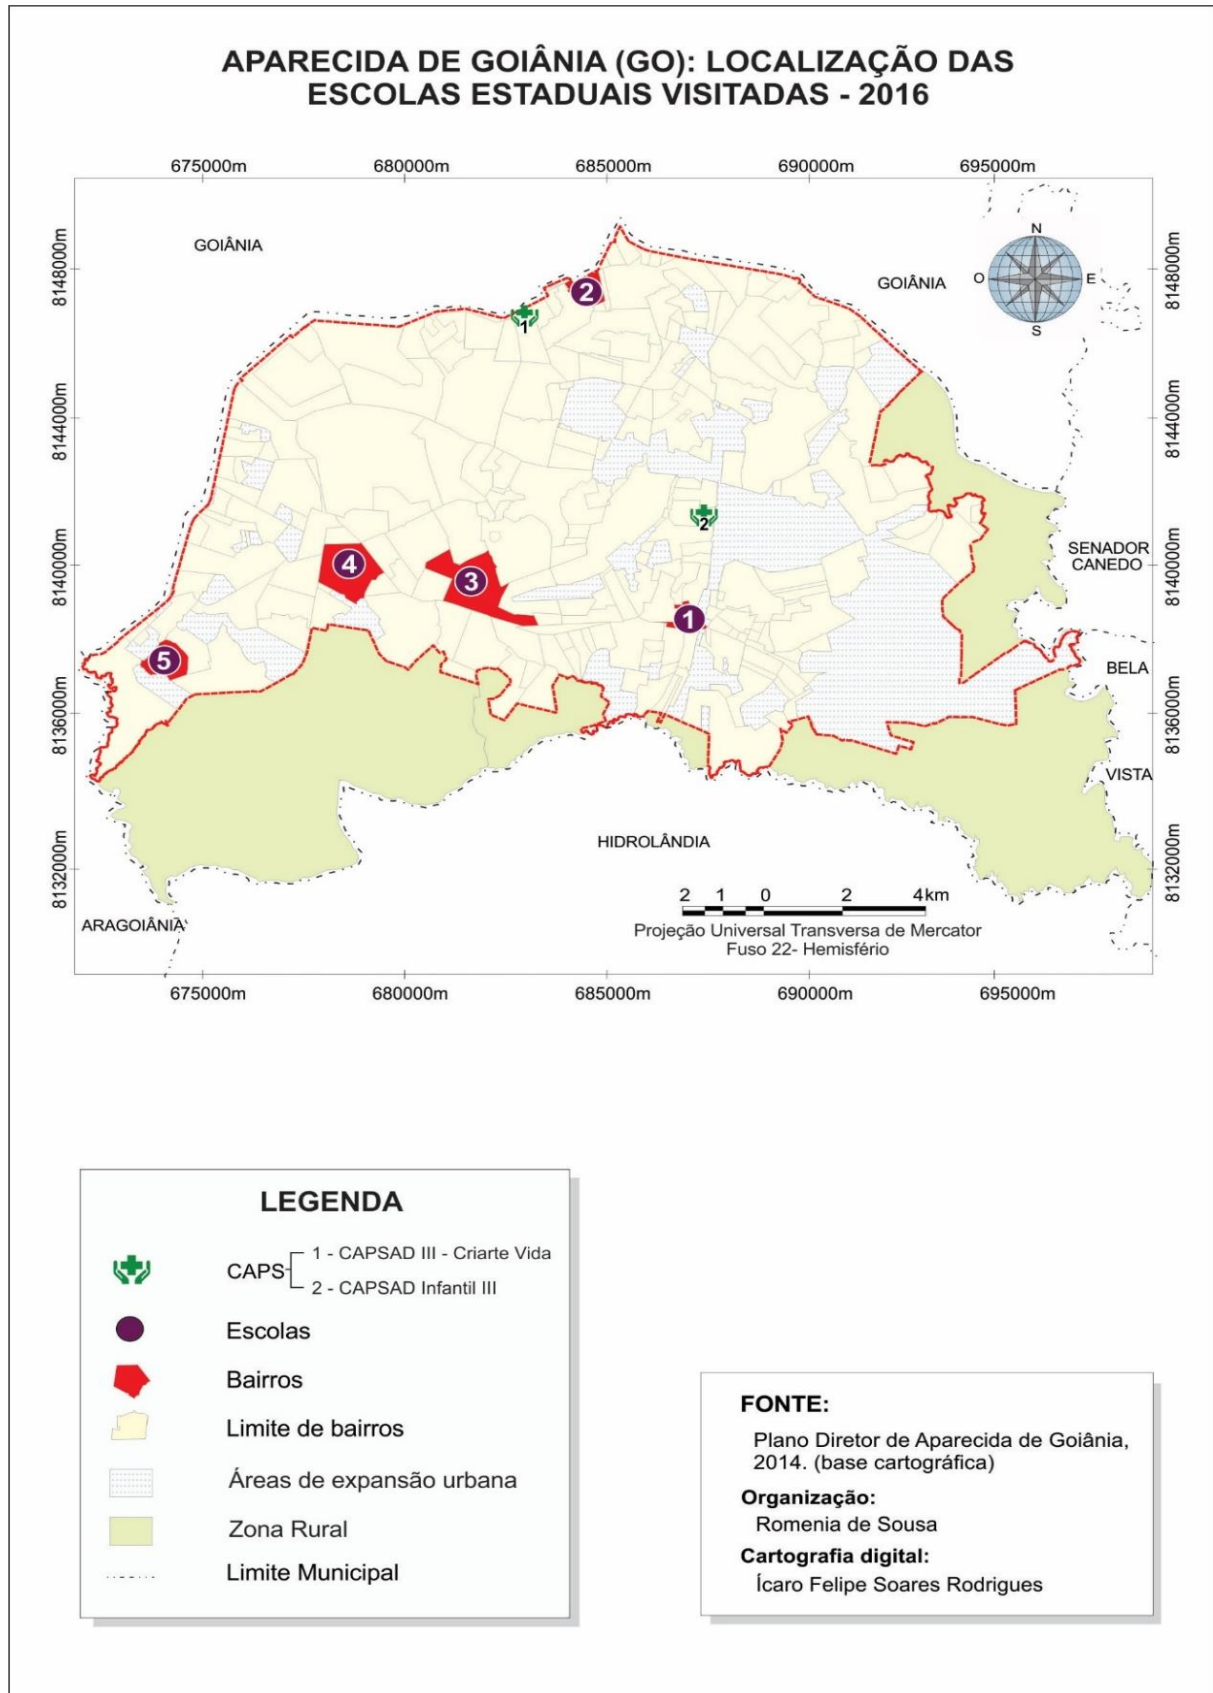 APARECIDA DE GOIÂNIA (GO): LOCALIZAÇÃO DAS
ESCOLAS ESTADUAIS VISITADAS - 2016
675000m 680000m 685000m 690000m 695000m
8148000m
8144000m
8140000m
8136000m
8132000m
GOIÂNIA
GOIÂNIA
N
O E
S
8148000m
8144000m
8140000m
8136000m
8132000m
2
1
2
4
3
1
5
SENADOR
CANEDO
BELA
VISTA
HIDROLÂNDIA
ARAGOIÂNIA
2 1 0 2 4km
Projeção Universal Transversa de Mercator
Fuso 22- Hemisfério
675000m 680000m 685000m 690000m 695000m
LEGENDA
CAPS
1 - CAPSAD III - Criarte Vida
2 - CAPSAD Infantil III
Escolas
Bairros
Limite de bairros
Áreas de expansão urbana
Zona Rural
Limite Municipal
FONTE:
Plano Diretor de Aparecida de Goiânia,
2014. (base cartográfica)
Organização:
Romenia de Sousa
Cartografia digital:
Ícaro Felipe Soares Rodrigues